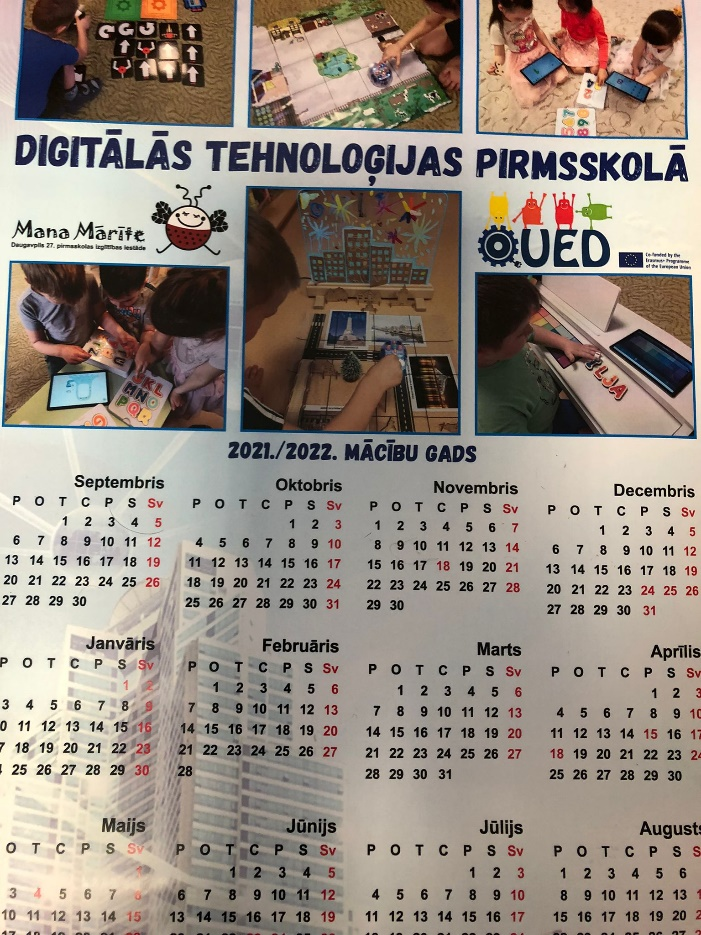 DIGITĀLĀS TEHNOLOĢIJAS PIRMSSKOLĀ
Mana Mārīte
Daugavpils 27. pirmsskolas izglītības iestāde
QUED
Co-funded by the
Erasmus+ Programme
of the European Union
2021./2022. MĀCĪBU GADS
Septembris
P O T C P S Sv
1 2 3 4 5
6 7 8 9 10 11 12
13 14 15 16 17 18 19
20 21 22 23 24 25 26
27 28 29 30
Oktobris
P O T C P S Sv
1 2 3
4 5 6 7 8 9 10
11 12 13 14 15 16 17
18 19 20 21 22 23 24
25 26 27 28 29 30 31
Novembris
P O T C P S Sv
1 2 3 4 5 6 7
8 9 10 11 12 13 14
15 16 17 18 19 20 21
22 23 24 25 26 27 28
29 30
Decembris
P O T C P S Sv
1 2 3 4 5
6 7 8 9 10 11 12
13 14 15 16 17 18 19
20 21 22 23 24 25 26
27 28 29 30 31
Janvāris
P O T C P S Sv
1 2
3 4 5 6 7 8 9
11 12 13 14 15 16
18 19 20 21 22 23
25 26 27 28 29 30
Februāris
P O T C P S Sv
1 2 3 4 5 6
7 8 9 10 11 12 13
14 15 16 17 18 19 20
21 22 23 24 25 26 27
28
Marts
P O T C P S Sv
1 2 3 4 5 6
7 8 9 10 11 12 13
14 15 16 17 18 19 20
21 22 23 24 25 26 27
28 29 30 31
Aprīlis
P O T C P S Sv
1 2 3
4 5 6 7 8 9 10
11 12 13 14 15 16 17
18 19 20 21 22 23 24
25 26 27 28 29 30
Maijs
O T C P S Sv
1
3 4 5 6 7 8
10 11 12 13 14 15
Jūnijs
P O T C P S Sv
1 2 3 4 5
6 7 8 9 10 11 12
13 14 15 16 17 18 19
Jūlijs
P O T C P S Sv
1 2 3
4 5 6 7 8 9 10
11 12 13 14 15 16 17
Augusts
P O T C P S
1 2 3 4 5 6
8 9 10 11 12 13
15 16 17 18 19 20